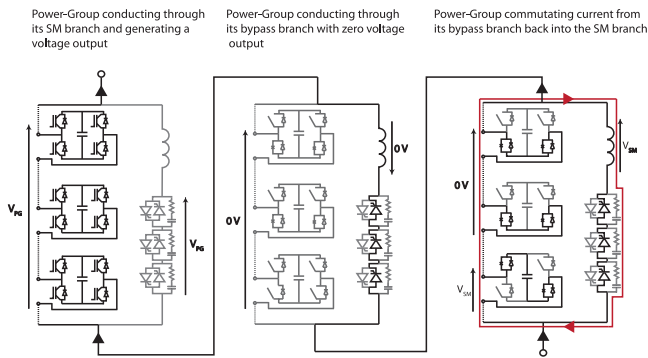 Power-Group conducting through
its SM branch and generating a
voltage output
Power-Group conducting through
its bypass branch with zero voltage
output
Power-Group commutating current from
its bypass branch back into the SM branch
V_PG
V_PG
0V
0V
0V
V_SM
V_SM